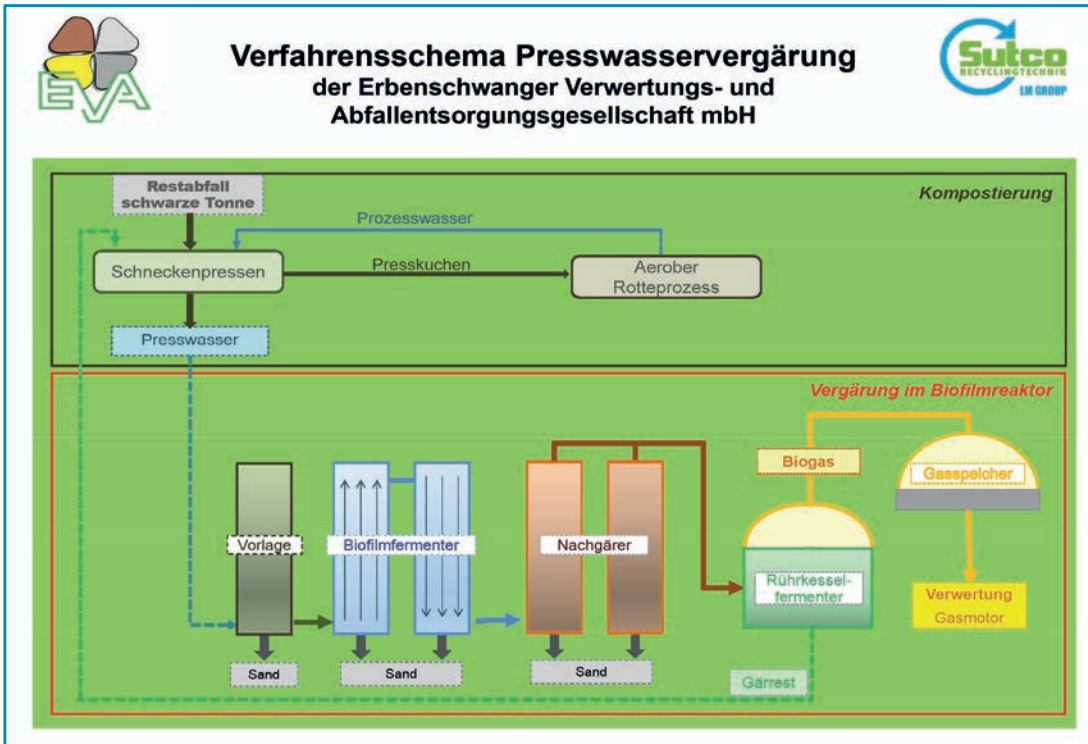 EVA
Verfahrensschema Presswasservergärung
der Erbenschwanger Verwertungs- und
Abfallentsorgungsgesellschaft mbH
Sutco
RECYCLINGTECHNIK
LM GROUP
Restabfall
schwarze Tonne
Kompostierung
Prozesswasser
Schneckenpressen
Presskuchen
Aerober
Rotteprozess
Presswasser
Vergärung im Biofilmreaktor
Biogas
Gasspelcher
Vorlage
Biofilmfermenter
Nachgärer
Rührkessel-
fermenter
Verwertung
Gasmotor
Sand
Sand
Sand
Gärrest